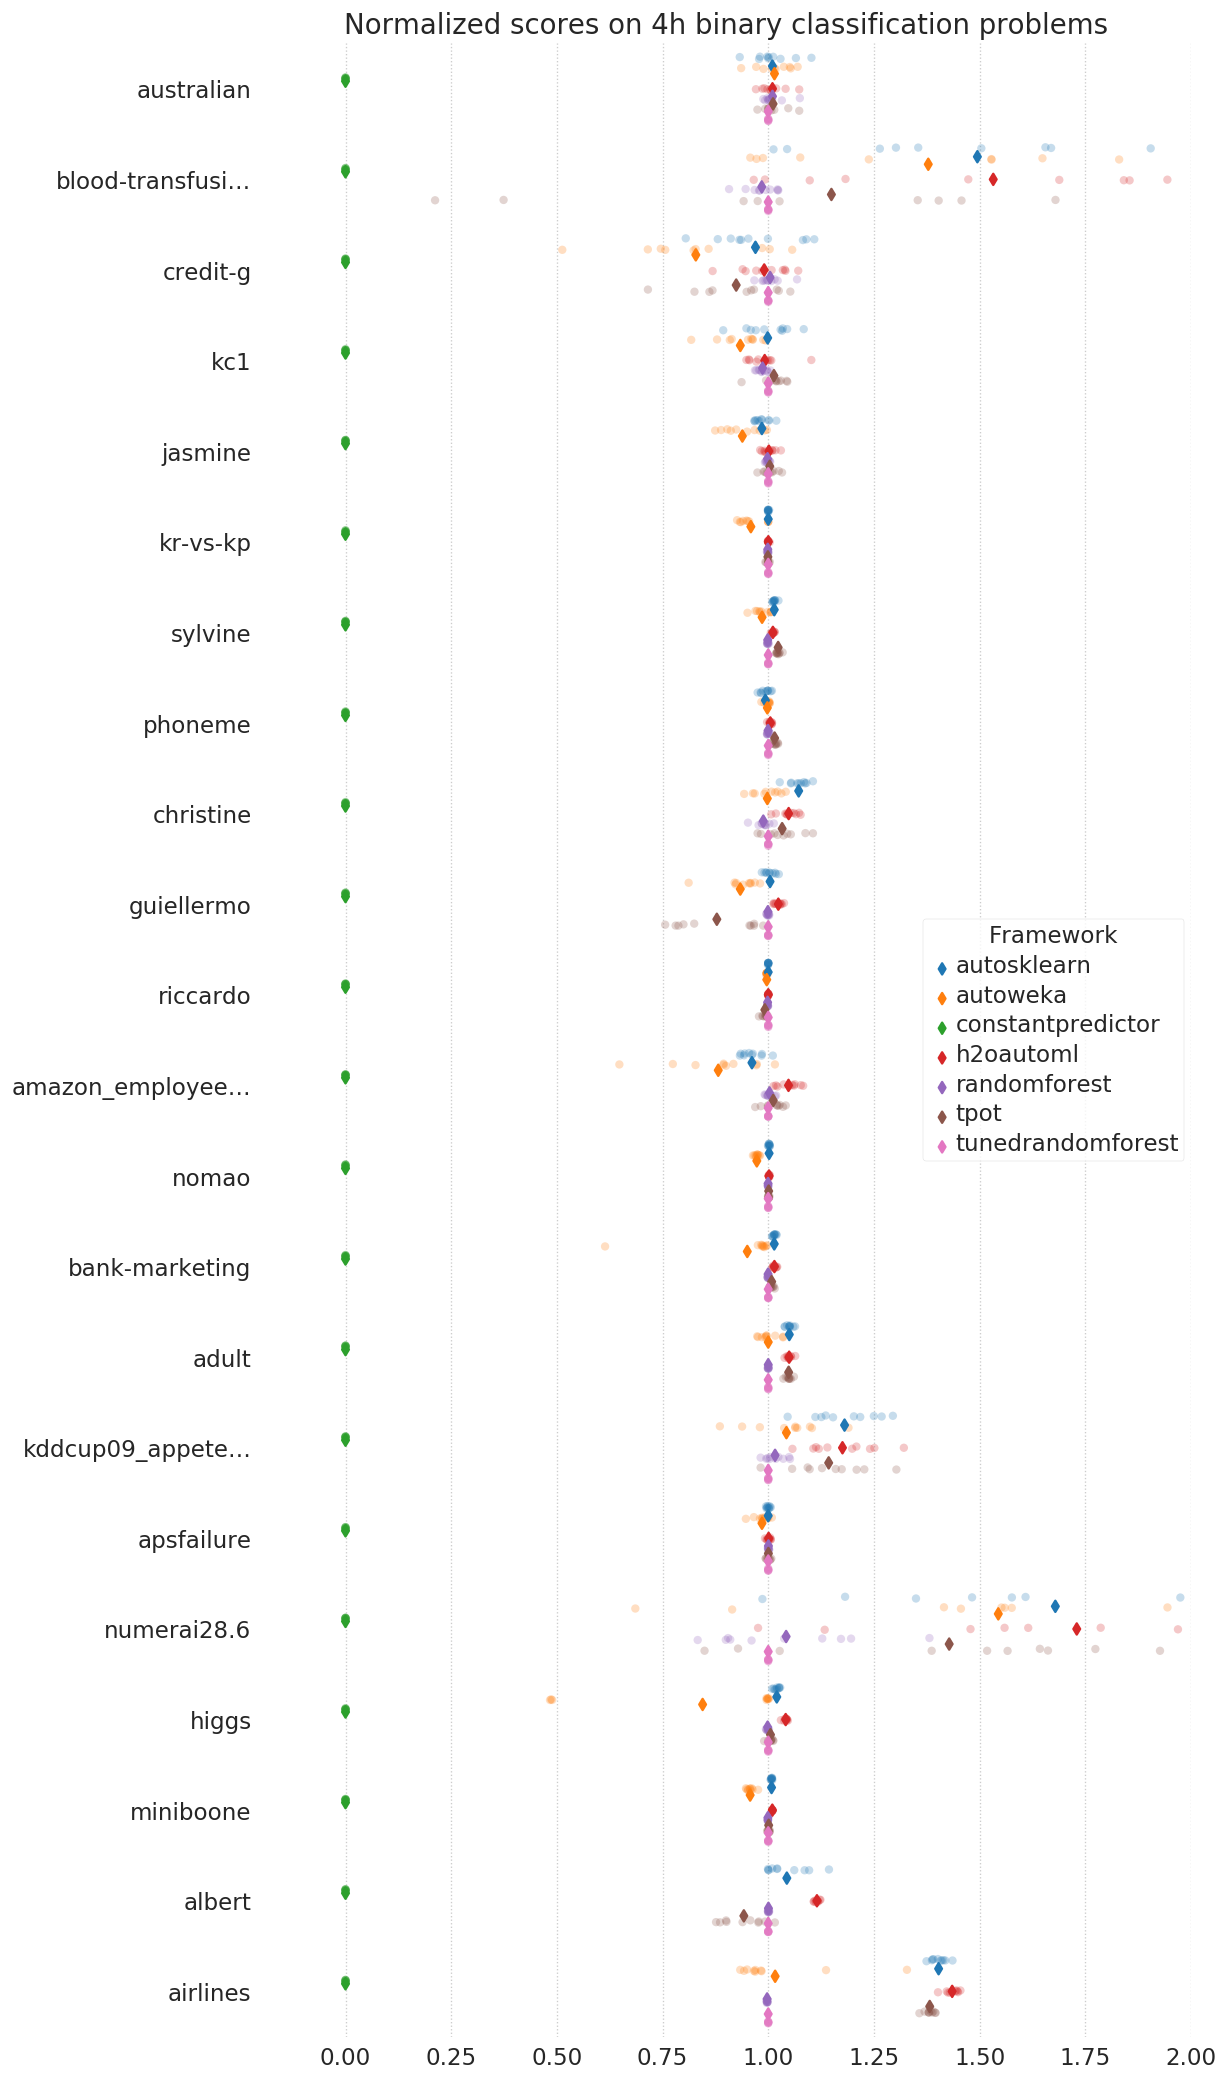 Normalized scores on 4h binary classification problems
australian
blood-transfusi...
credit-g
kc1
jasmine
kr-vs-kp
sylvine
phoneme
christine
guiellermo
riccardo
amazon_employee...
nomao
bank-marketing
adult
kddcup09_appete...
apsfailure
numerai28.6
higgs
miniboone
albert
airlines
Framework
autosklearn
autoweka
constantpredictor
h2oautoml
randomforest
tpot
tunedrandomforest
0.00 0.25 0.50 0.75 1.00 1.25 1.50 1.75 2.00